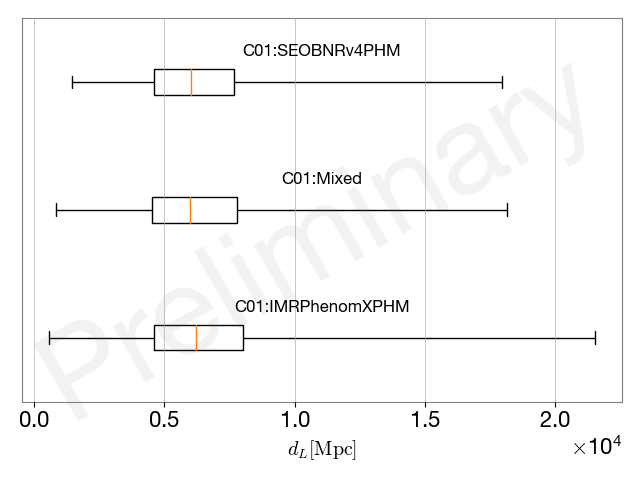 C01:SEOBNRv4PHM
C01:Mixed
C01:IMRPhenomXPHM
Preliminary
0.0 0.5 1.0 1.5 2.0
×10⁴
d_L[Mpc]